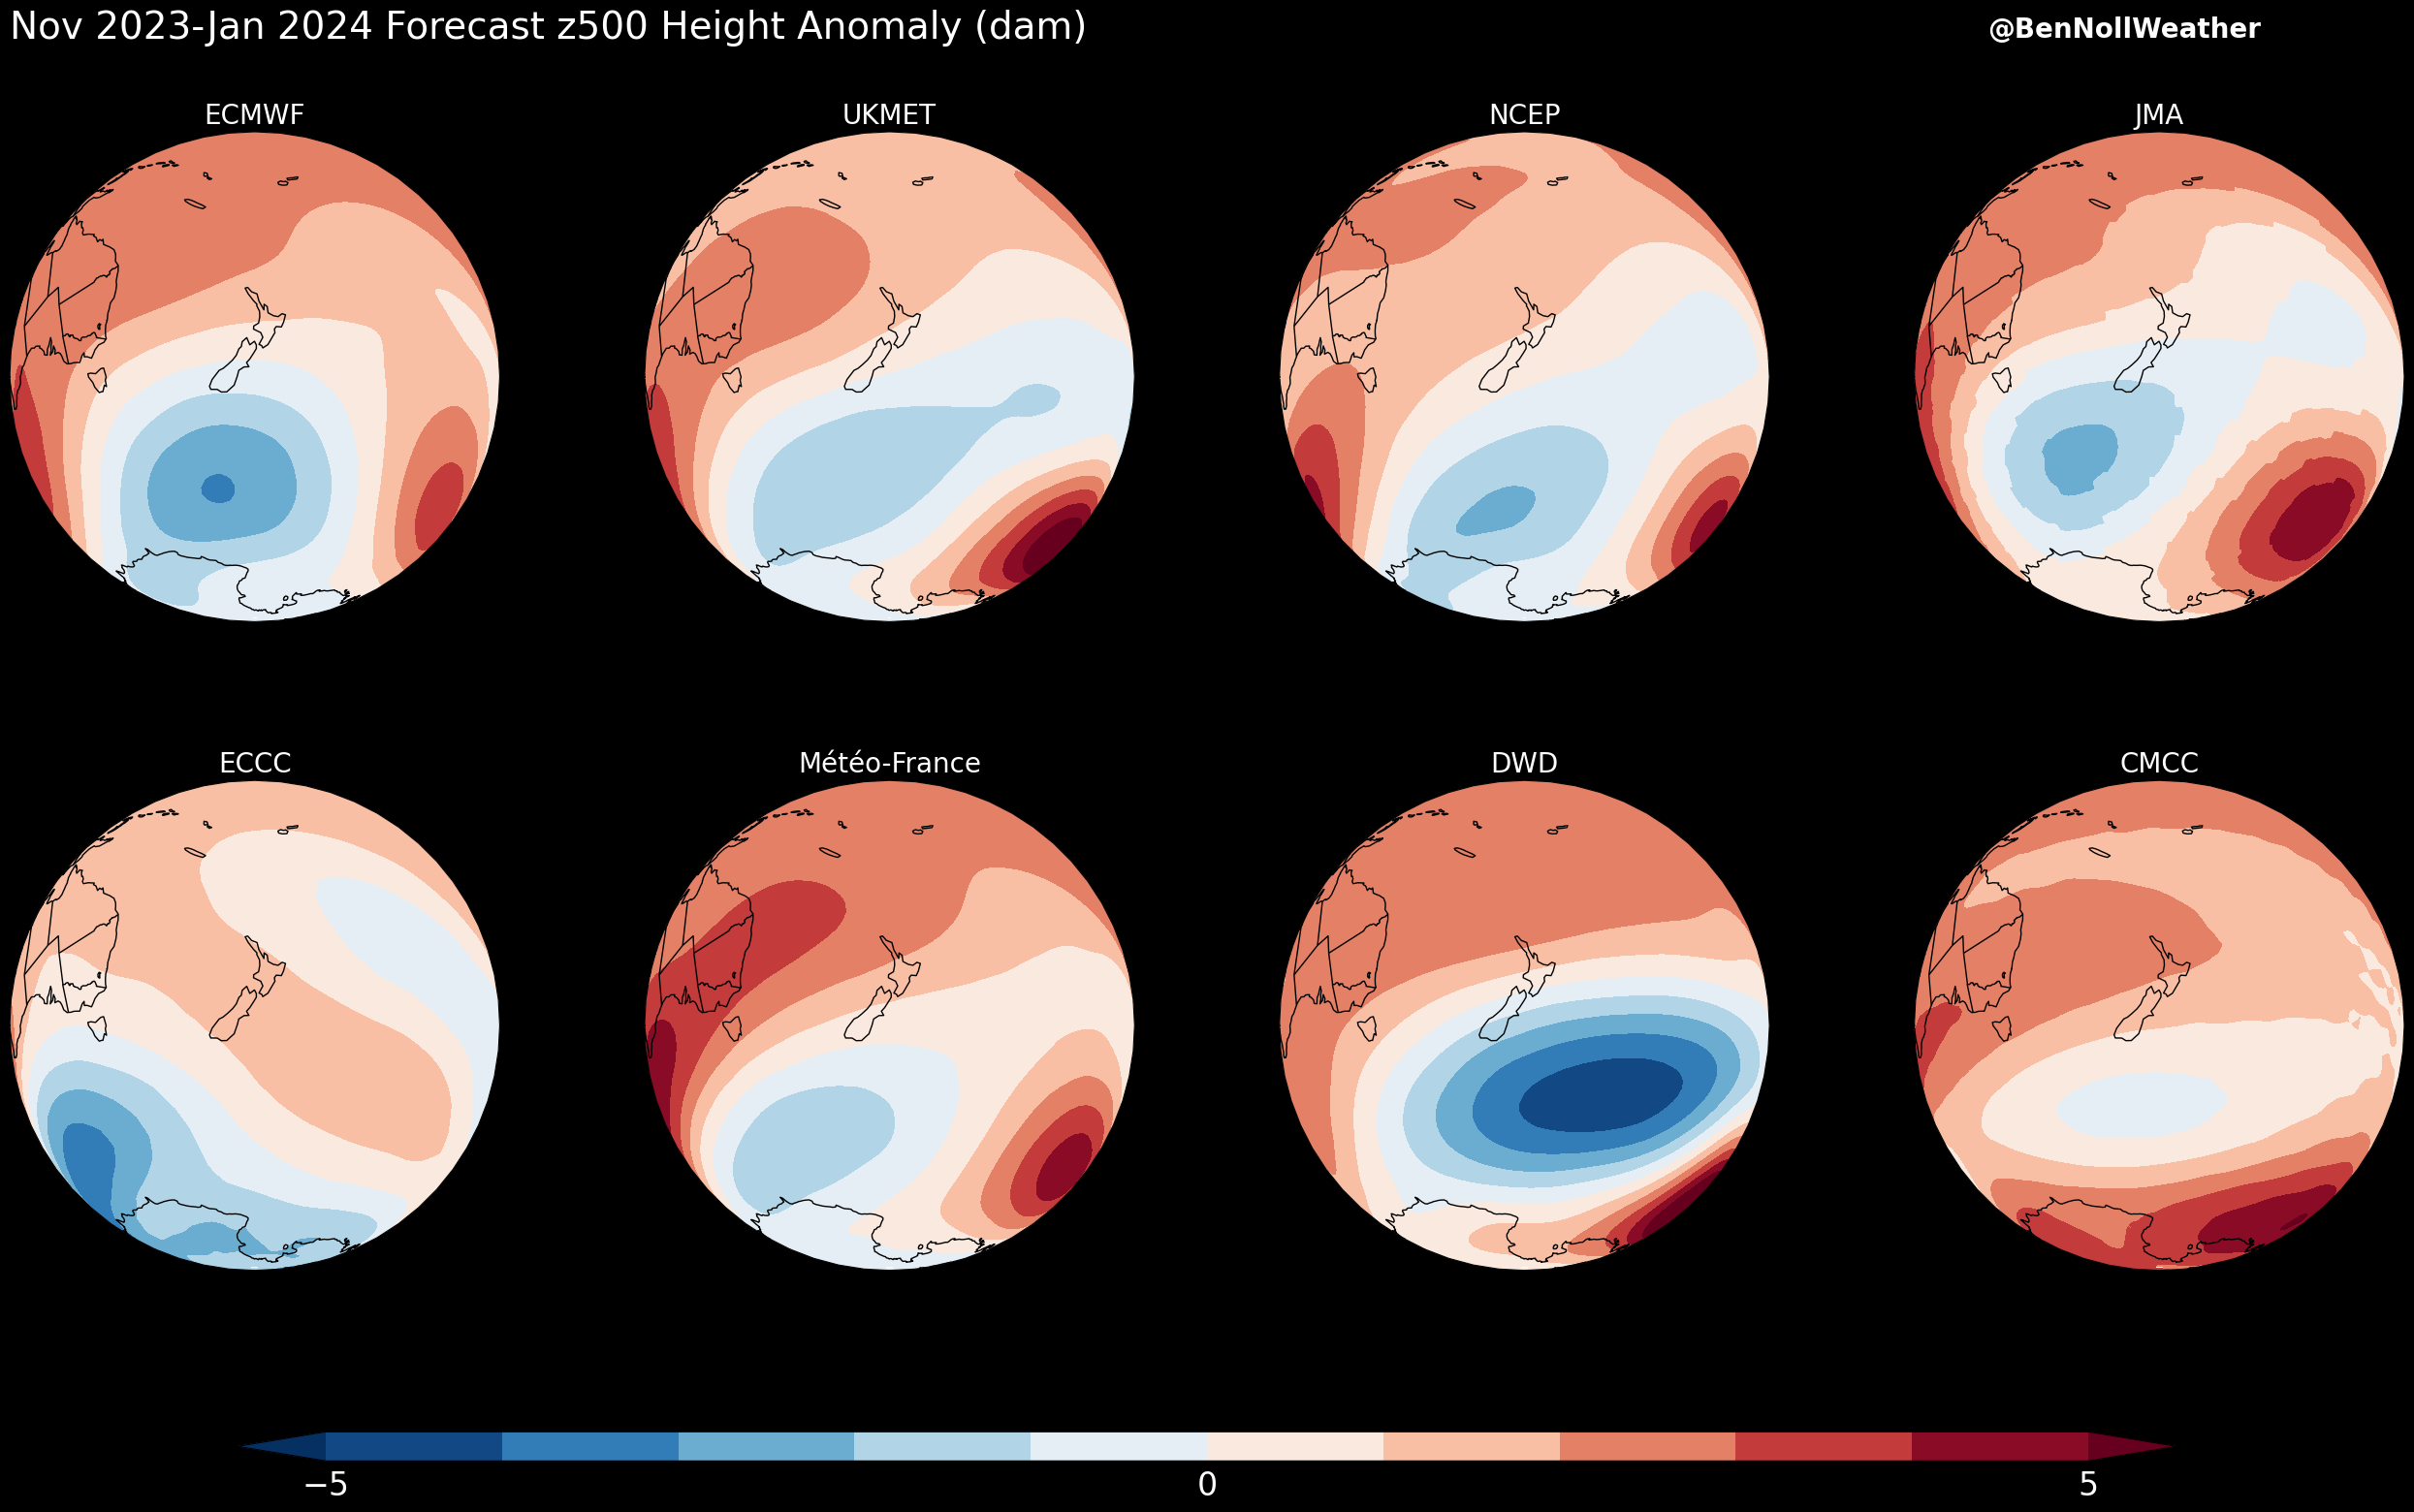 Nov 2023-Jan 2024 Forecast z500 Height Anomaly (dam)
@BenNollWeather
ECMWF
UKMET
NCEP
JMA
ECCC
Météo-France
DWD
CMCC
−5
0
5